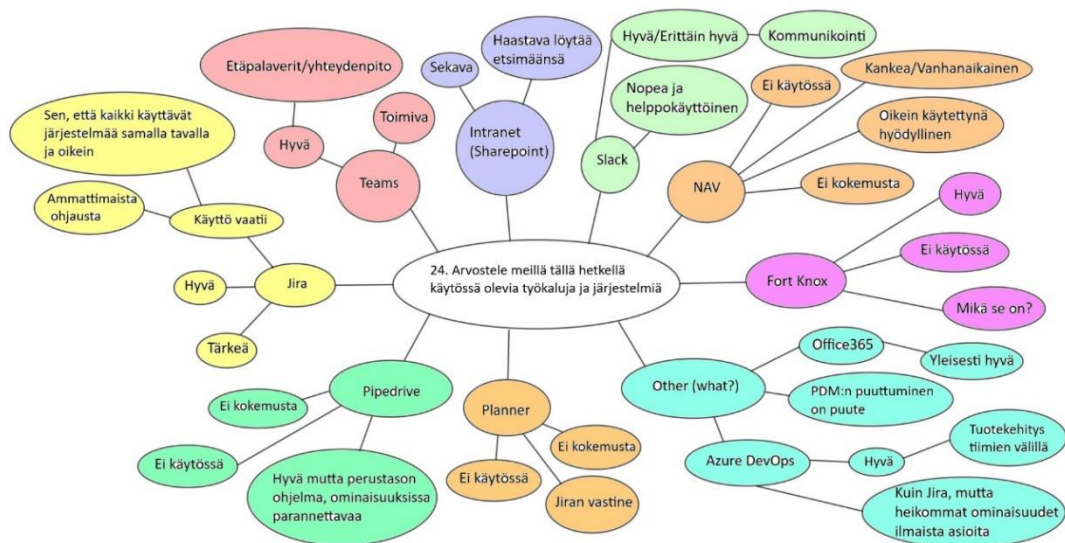 24. Arvostele meillä tällä hetkellä
käytössä olevia työkaluja ja järjestelmiä
Teams
Hyvä
Etäpalaverit/yhteydenpito
Toimiva
Intranet
(Sharepoint)
Sekava
Haastava löytää
etsimäänsä
Slack
Hyvä/Erittäin hyvä
Kommunikointi
Nopea ja
helppokäyttöinen
NAV
Ei käytössä
Kankea/Vanhanaikainen
Oikein käytettynä
hyödyllinen
Ei kokemusta
Fort Knox
Hyvä
Ei käytössä
Mikä se on?
Other (what?)
Office365
Yleisesti hyvä
PDM:n puuttuminen
on puute
Azure DevOps
Hyvä
Tuotekehitys
tiimien välillä
Kuin Jira, mutta
heikommat ominaisuudet
ilmaista asioita
Planner
Ei kokemusta
Ei käytössä
Jiran vastine
Pipedrive
Ei kokemusta
Ei käytössä
Hyvä mutta perustason
ohjelma, ominaisuuksissa
parannettavaa
Jira
Käyttö vaatii
Sen, että kaikki käyttävät
järjestelmää samalla tavalla
ja oikein
Ammattimaista
ohjausta
Hyvä
Tärkeä